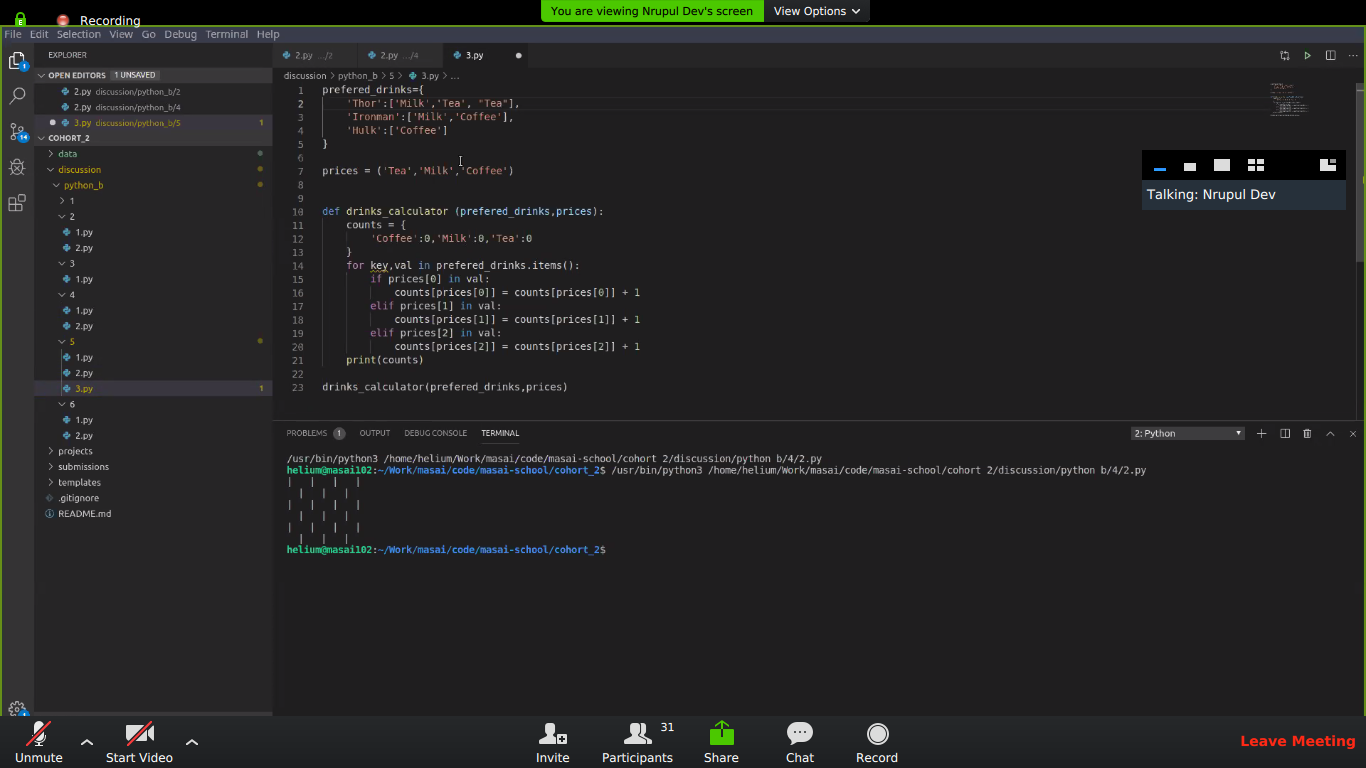 Recording
You are viewing Nrupul Dev's screen
View Options
File Edit Selection View Go Debug Terminal Help
EXPLORER
OPEN EDITORS 1 UNSAVED
2.py discussion/python_b/2
2.py discussion/python_b/4
3.py discussion/python_b/5 1
COHORT_2
data
discussion
python_b
1
2
1.py
2.py
3
1.py
4
1.py
2.py
5
1.py
2.py
3.py 1
6
1.py
2.py
projects
submissions
templates
.gitignore
README.md
1
14
2.py .../2 2.py .../4 3.py
discussion > python_b > 5 > 3.py > ...
1 prefered_drinks={
2 'Thor':['Milk','Tea', "Tea"],
3 'Ironman':['Milk','Coffee'],
4 'Hulk':['Coffee']
5 }
6
7 prices = ('Tea','Milk','Coffee')
8
9
10 def drinks_calculator (prefered_drinks,prices):
11 counts = {
12 'Coffee':0,'Milk':0,'Tea':0
13 }
14 for key,val in prefered_drinks.items():
15 if prices[0] in val:
16 counts[prices[0]] = counts[prices[0]] + 1
17 elif prices[1] in val:
18 counts[prices[1]] = counts[prices[1]] + 1
19 elif prices[2] in val:
20 counts[prices[2]] = counts[prices[2]] + 1
21 print(counts)
22
23 drinks_calculator(prefered_drinks,prices)
Talking: Nrupul Dev
PROBLEMS 1 OUTPUT DEBUG CONSOLE TERMINAL 2: Python
/usr/bin/python3 /home/helium/Work/masai/code/masai-school/cohort 2/discussion/python b/4/2.py
helium@masai102:~/Work/masai/code/masai-school/cohort_2$ /usr/bin/python3 /home/helium/Work/masai/code/masai-school/cohort 2/discussion/python b/4/2.py
| | | |
| | |
| | | |
| | |
| | | |
| | |
helium@masai102:~/Work/masai/code/masai-school/cohort_2$
Unmute
Start Video
Invite
Participants 31
Share
Chat
Record
Leave Meeting